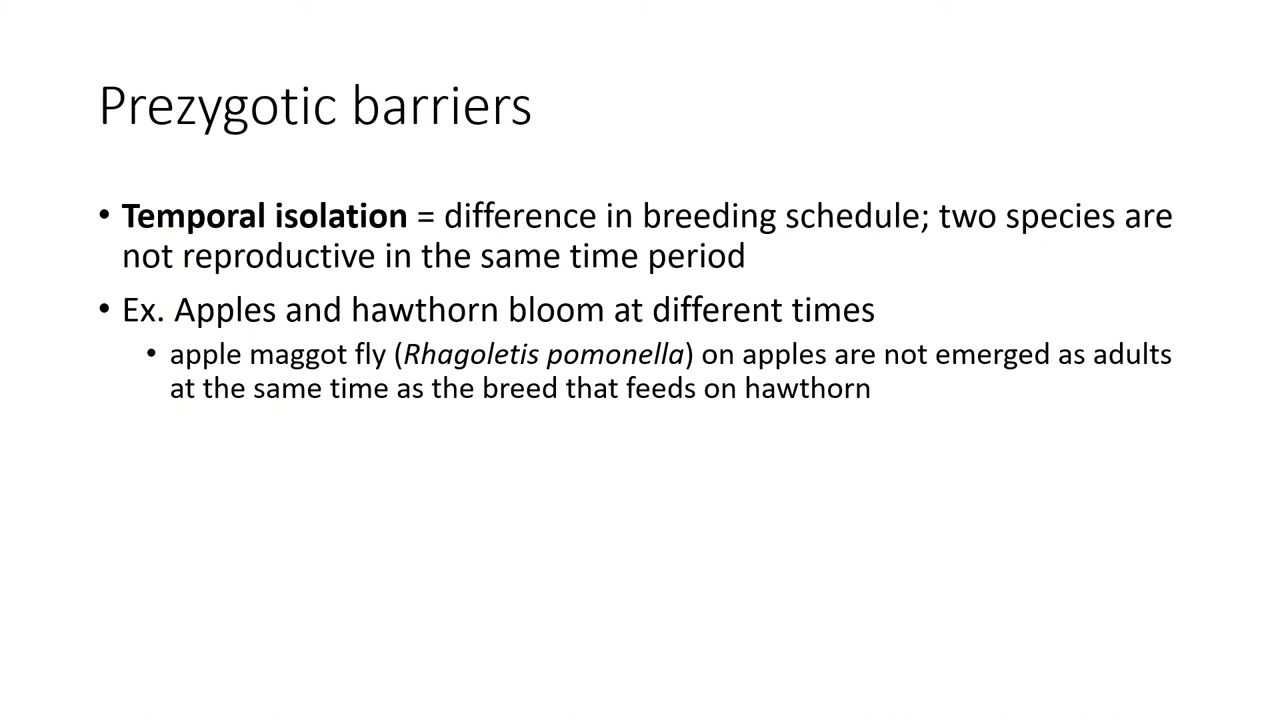 Prezygotic barriers
• Temporal isolation = difference in breeding schedule; two species are
not reproductive in the same time period
• Ex. Apples and hawthorn bloom at different times
• apple maggot fly (Rhagoletis pomonella) on apples are not emerged as adults
at the same time as the breed that feeds on hawthorn